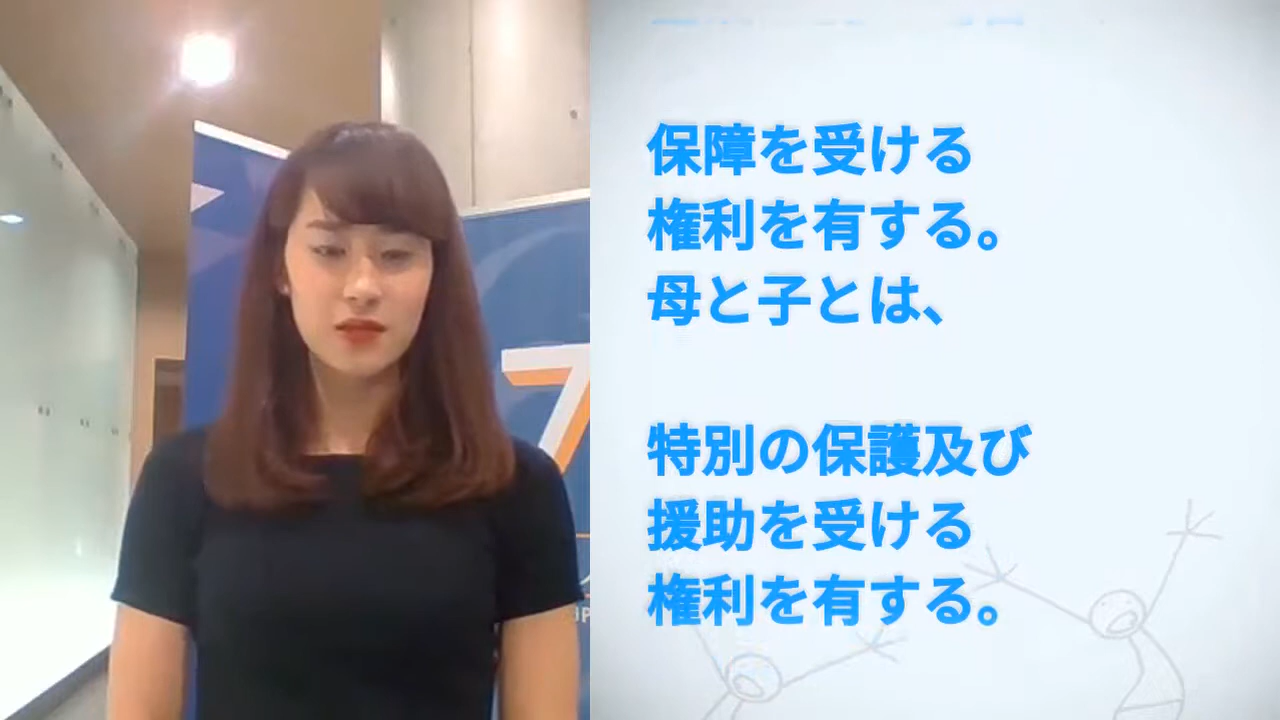 保障を受ける
権利を有する。
母と子とは、
特別の保護及び
援助を受ける
権利を有する。